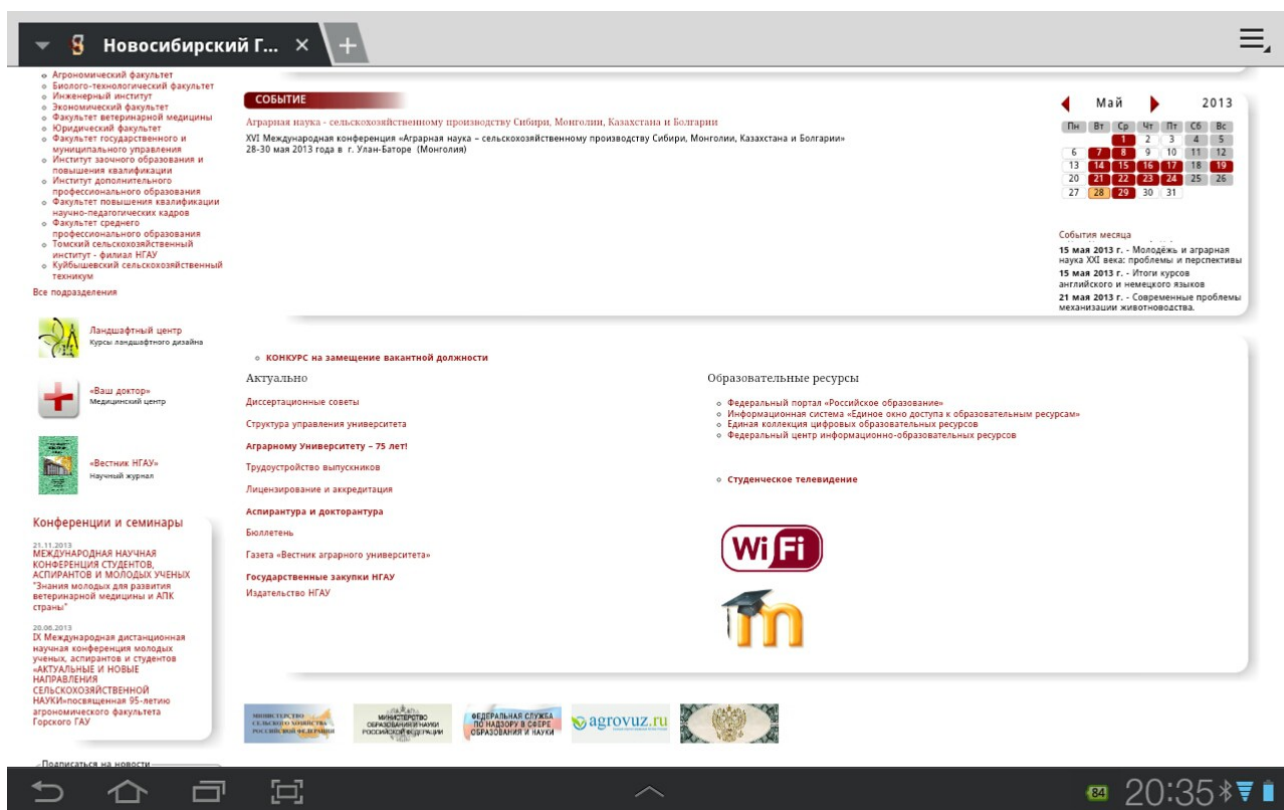 Новосибирский Г... × +
Агрономический факультет
Биолого-технологический факультет
Инженерный институт
Экономический факультет
Факультет ветеринарной медицины
Юридический факультет
Факультет государственного и
муниципального управления
Институт заочного образования и
повышения квалификации
Институт дополнительного
профессионального образования
Факультет повышения квалификации
научно-педагогических кадров
Факультет среднего
профессионального образования
Томский сельскохозяйственный
институт - филиал НГАУ
Куйбышевский сельскохозяйственный
техникум
Все подразделения
Ландшафтный центр
Курсы ландшафтного дизайна
«Ваш доктор»
Медицинский центр
«Вестник НГАУ»
Научный журнал
Конференции и семинары
21.11.2013
МЕЖДУНАРОДНАЯ НАУЧНАЯ
КОНФЕРЕНЦИЯ СТУДЕНТОВ,
АСПИРАНТОВ И МОЛОДЫХ УЧЕНЫХ
"Знания молодых для развития
ветеринарной медицины и АПК
страны"
20.06.2013
IX Международная дистанционная
научная конференция молодых
ученых, аспирантов и студентов
«АКТУАЛЬНЫЕ И НОВЫЕ
НАПРАВЛЕНИЯ
СЕЛЬСКОХОЗЯЙСТВЕННОЙ
НАУКИ»посвященная 95-летию
агрономического факультета
Горского ГАУ
Подписаться на новости
СОБЫТИЕ
Аграрная наука - сельскохозяйственному производству Сибири, Монголии, Казахстана и Болгарии
XVI Международная конференция «Аграрная наука – сельскохозяйственному производству Сибири, Монголии, Казахстана и Болгарии»
28-30 мая 2013 года в г. Улан-Баторе (Монголия)
Май 2013
Пн Вт Ср Чт Пт Сб Вс
1 2 3 4 5
6 7 8 9 10 11 12
13 14 15 16 17 18 19
20 21 22 23 24 25 26
27 28 29 30 31
События месяца
15 мая 2013 г. - Молодёжь и аграрная
наука XXI века: проблемы и перспективы
15 мая 2013 г. - Итоги курсов
английского и немецкого языков
21 мая 2013 г. - Современные проблемы
механизации животноводства.
КОНКУРС на замещение вакантной должности
Актуально
Диссертационные советы
Структура управления университета
Аграрному Университету – 75 лет!
Трудоустройство выпускников
Лицензирование и аккредитация
Аспирантура и докторантура
Бюллетень
Газета «Вестник аграрного университета»
Государственные закупки НГАУ
Издательство НГАУ
Образовательные ресурсы
Федеральный портал «Российское образование»
Информационная система «Единое окно доступа к образовательным ресурсам»
Единая коллекция цифровых образовательных ресурсов
Федеральный центр информационно-образовательных ресурсов
Студенческое телевидение
Wi Fi
m
МИНИСТЕРСТВО
СЕЛЬСКОГО ХОЗЯЙСТВА
РОССИЙСКОЙ ФЕДЕРАЦИИ
МИНИСТЕРСТВО
ОБРАЗОВАНИЯ И НАУКИ
РОССИЙСКОЙ ФЕДЕРАЦИИ
ФЕДЕРАЛЬНАЯ СЛУЖБА
ПО НАДЗОРУ В СФЕРЕ
ОБРАЗОВАНИЯ И НАУКИ
agrovuz.ru
84 20:35